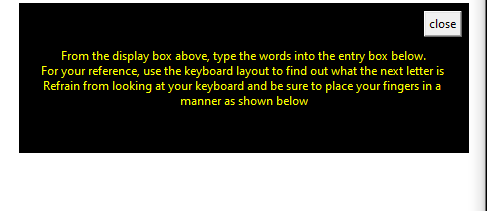 close
From the display box above, type the words into the entry box below.
For your reference, use the keyboard layout to find out what the next letter is
Refrain from looking at your keyboard and be sure to place your fingers in a
manner as shown below